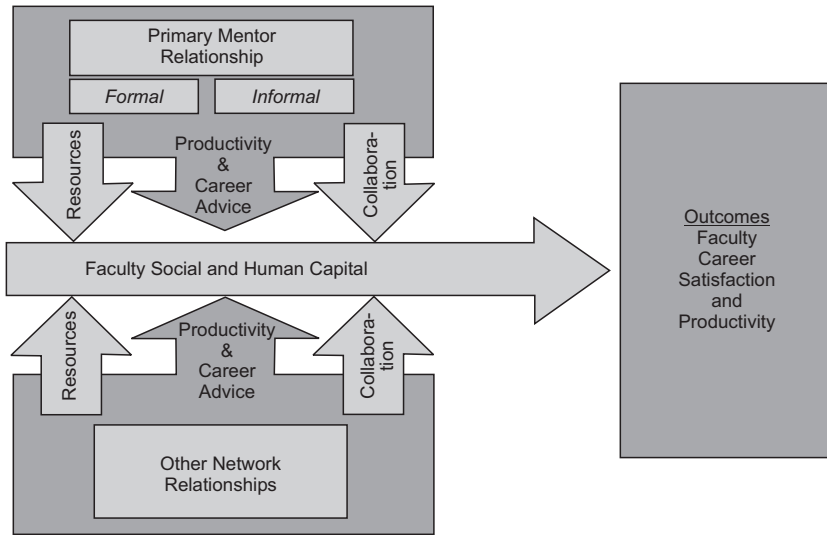 Primary Mentor
Relationship
Formal
Informal
Resources
Productivity
&
Career
Advice
Collabora-
tion
Faculty Social and Human Capital
Outcomes
Faculty
Career
Satisfaction
and
Productivity
Resources
Productivity
&
Career
Advice
Collabora-
tion
Other Network
Relationships